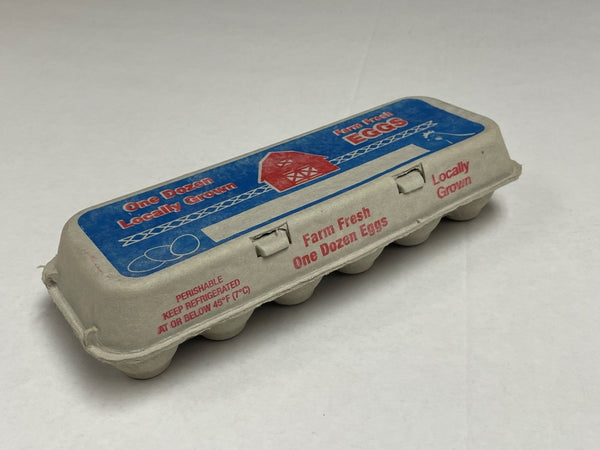 One Dozen
Locally Grown
Farm Fresh
EGGS
Farm Fresh
One Dozen Eggs
Locally
Grown
PERISHABLE
KEEP REFRIGERATED
AT OR BELOW 45°F (7°C)